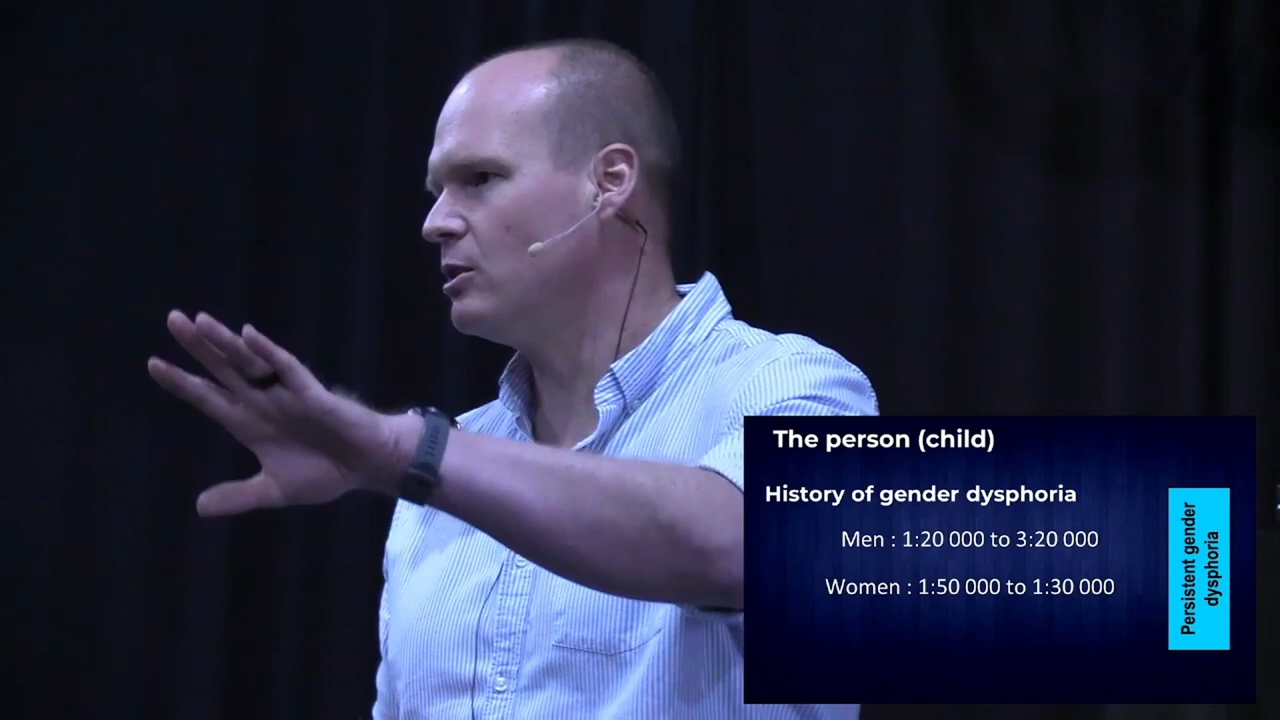 The person (child)
History of gender dysphoria
Men : 1:20 000 to 3:20 000
Women : 1:50 000 to 1:30 000
Persistent gender
dysphoria